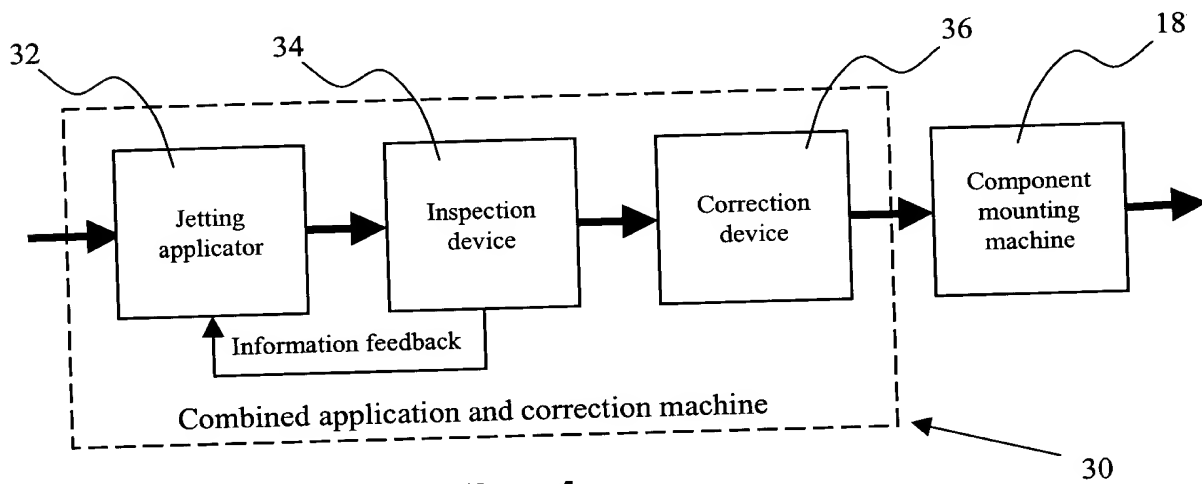 32
34
36
18
Jetting
applicator
Inspection
device
Correction
device
Component
mounting
machine
Information feedback
Combined application and correction machine
30